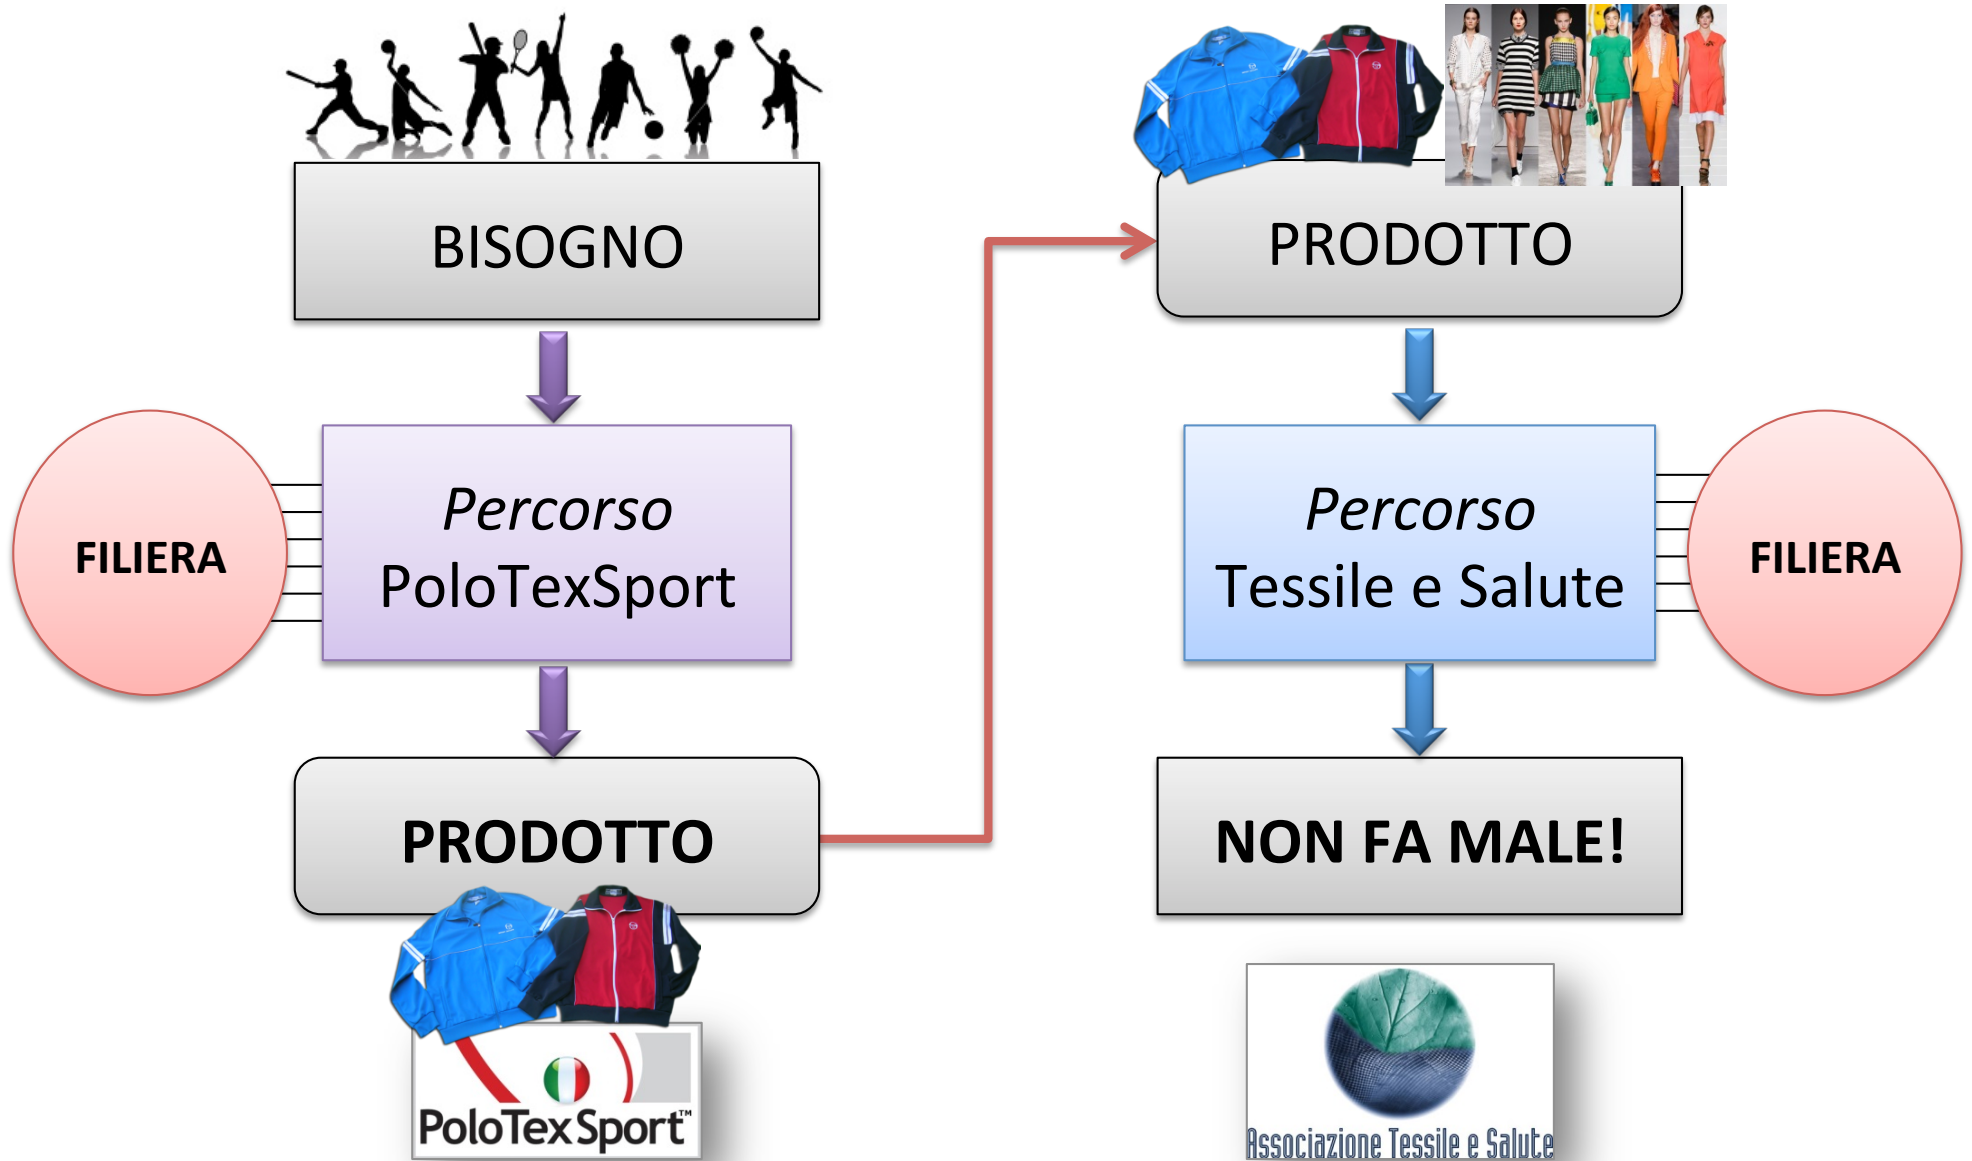 BISOGNO
FILIERA
Percorso
PoloTexSport
PRODOTTO
PoloTexSport™
PRODOTTO
Percorso
Tessile e Salute
FILIERA
NON FA MALE!
Associazione Tessile e Salute